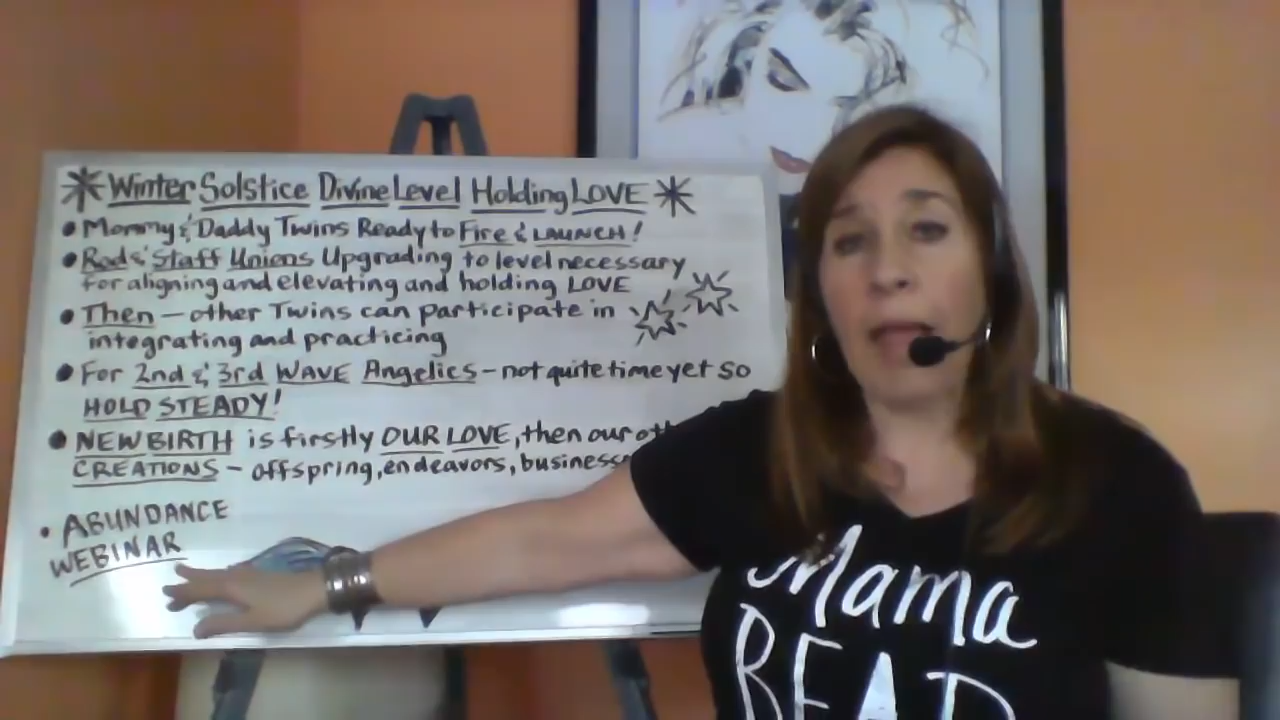 ✳ Winter Solstice Divine Level Holding LOVE ✳
• Mommy & Daddy Twins Ready to Fire & LAUNCH!
• Rod & Staff Unions Upgrading to level necessary
for aligning and elevating and holding LOVE
• Then – other Twins can participate in
integrating and practicing
• For 2nd & 3rd WAVE Angelics – not quite time yet so
HOLD STEADY!
• NEW BIRTH is firstly OUR LOVE, then our
CREATIONS – offspring, endeavors,
• ABUNDANCE
WEBINAR
Mama
BEAR